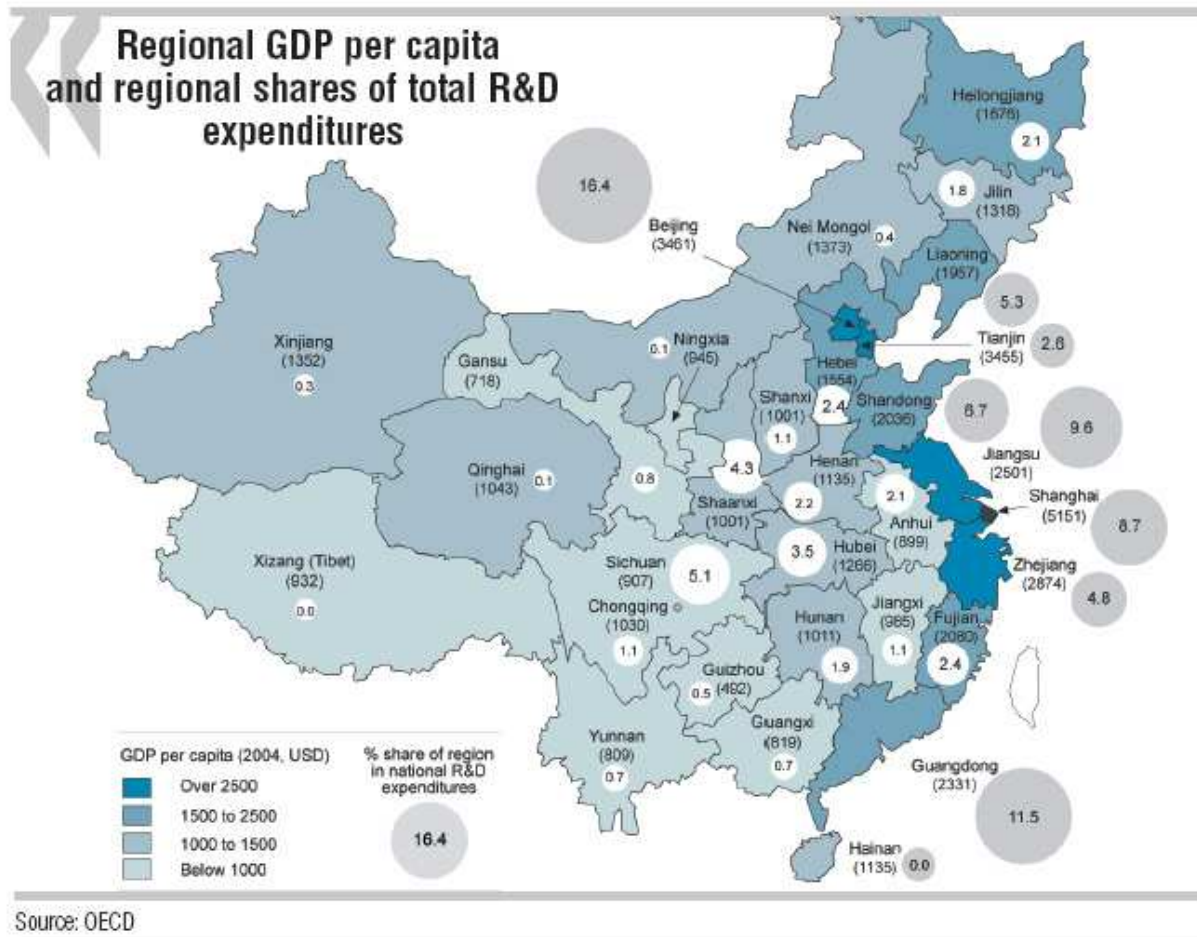 Regional GDP per capita
and regional shares of total R&D
expenditures
Heilongjiang
(1676)
2.1
16.4
1.8
Jilin
(1318)
Beijing
(3461)
Nei Mongol
(1373)
0.4
Liaoning
(1957)
5.3
Xinjiang
(1352)
0.3
Gansu
(718)
0.1
Ningxia
(945)
Tianjin
(3455)
2.6
Hebei
(1554)
2.4
Shanxi
(1001)
1.1
Shandong
(2036)
6.7
9.6
Jiangsu
(2501)
Qinghai
(1043)
0.1
0.8
4.3
Shaanxi
(1001)
Henan
(1135)
2.2
2.1
Anhui
(899)
Shanghai
(5151)
8.7
Xizang (Tibet)
(932)
0.0
Sichuan
(907)
5.1
3.5
Hubei
(1266)
Zhejiang
(2874)
4.8
Chongqing
(1030)
1.1
Hunan
(1011)
1.9
Jiangxi
(985)
1.1
Fujian
(2080)
2.4
Guizhou
(492)
0.5
Yunnan
(809)
0.7
Guangxi
(819)
0.7
Guangdong
(2331)
11.5
Hainan
(1135)
0.0
GDP per capita (2004, USD)
Over 2500
1500 to 2500
1000 to 1500
Below 1000
% share of region
in national R&D
expenditures
16.4
Source: OECD